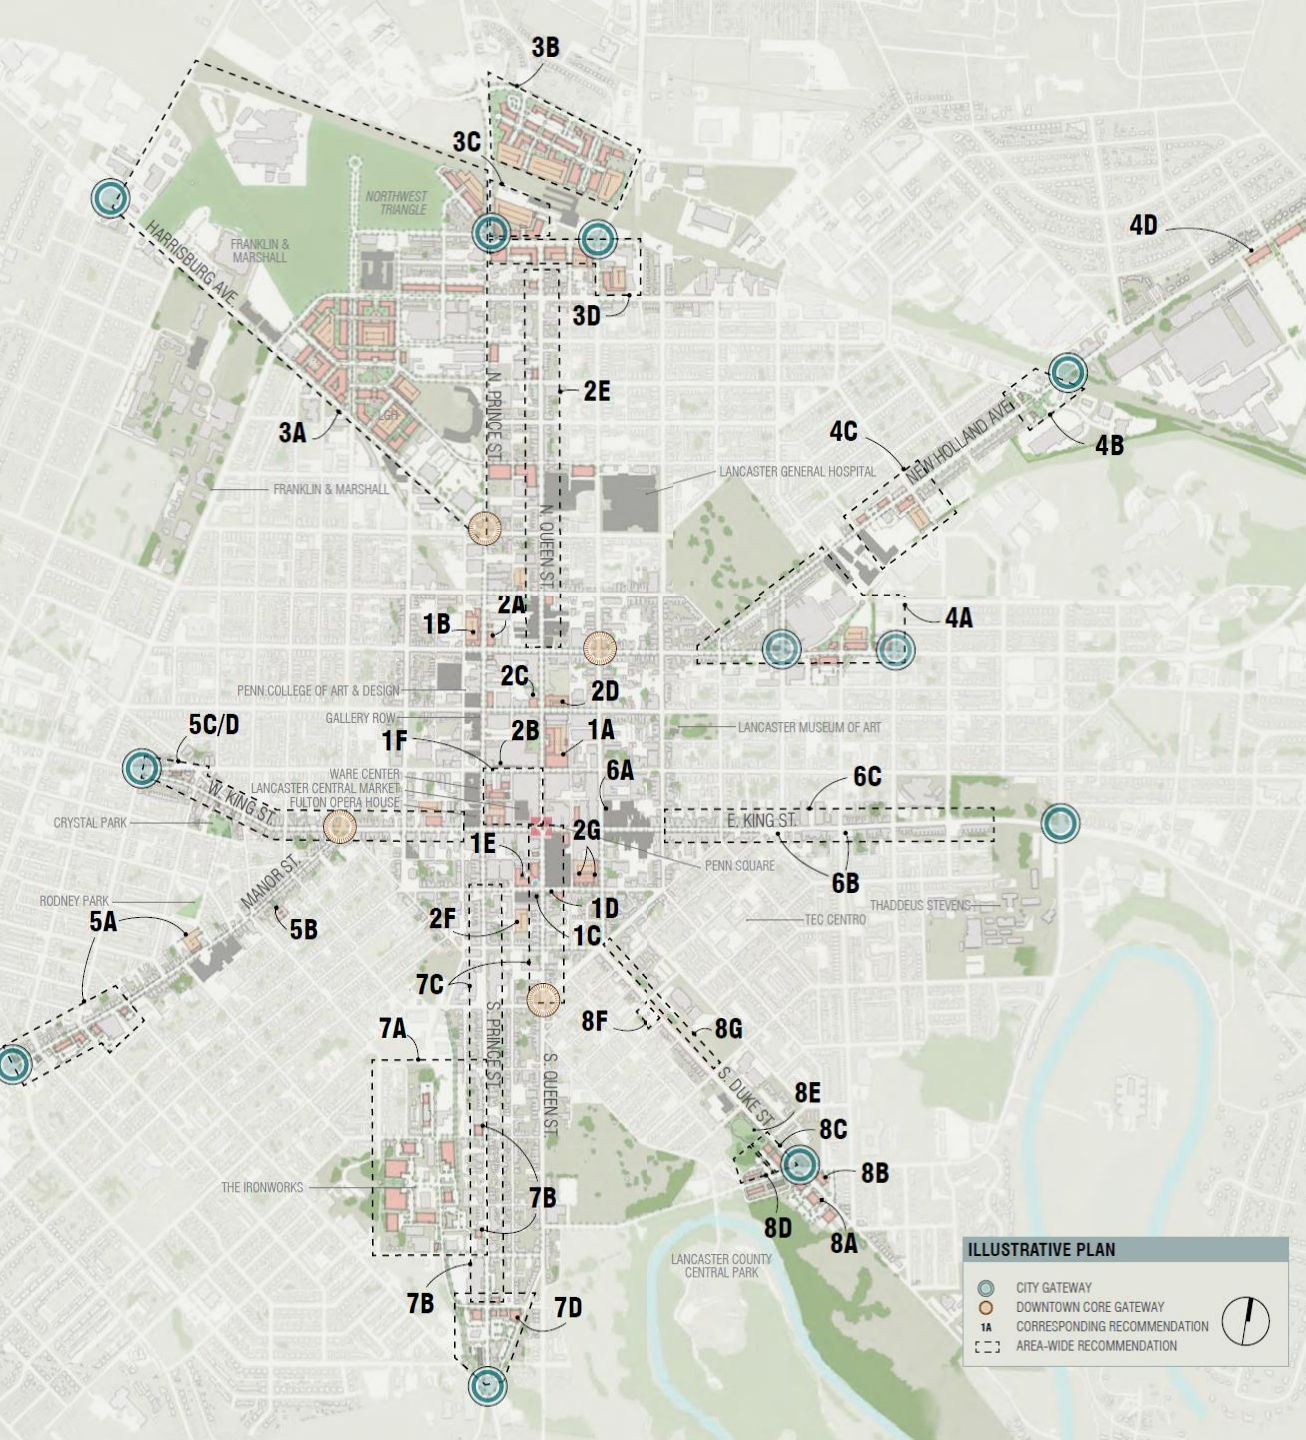 3B
3C
NORTHWEST
TRIANGLE
4D
HARRISBURG AVE.
FRANKLIN &
MARSHALL
3D
2E
N. PRINCE ST.
LGH
3A
4C
NEW HOLLAND AVE.
4B
LANCASTER GENERAL HOSPITAL
FRANKLIN & MARSHALL
N. QUEEN ST.
2A
1B
4A
2C
2D
PENN COLLEGE OF ART & DESIGN
GALLERY ROW
5C/D
1F
2B
1A
LANCASTER MUSEUM OF ART
6A
6C
WARE CENTER
LANCASTER CENTRAL MARKET
FULTON OPERA HOUSE
W. KING ST.
CRYSTAL PARK
E. KING ST.
1E
2G
PENN SQUARE
6B
MANOR ST.
RODNEY PARK
5A
5B
2F
1D
1C
THADDEUS STEVENS
TEC CENTRO
7C
S. PRINCE ST.
7A
8F
8G
S. QUEEN ST.
S. DUKE ST.
8E
8C
8B
THE IRONWORKS
7B
8D
8A
LANCASTER COUNTY
CENTRAL PARK
7B
7D
ILLUSTRATIVE PLAN
CITY GATEWAY
DOWNTOWN CORE GATEWAY
1A CORRESPONDING RECOMMENDATION
AREA-WIDE RECOMMENDATION